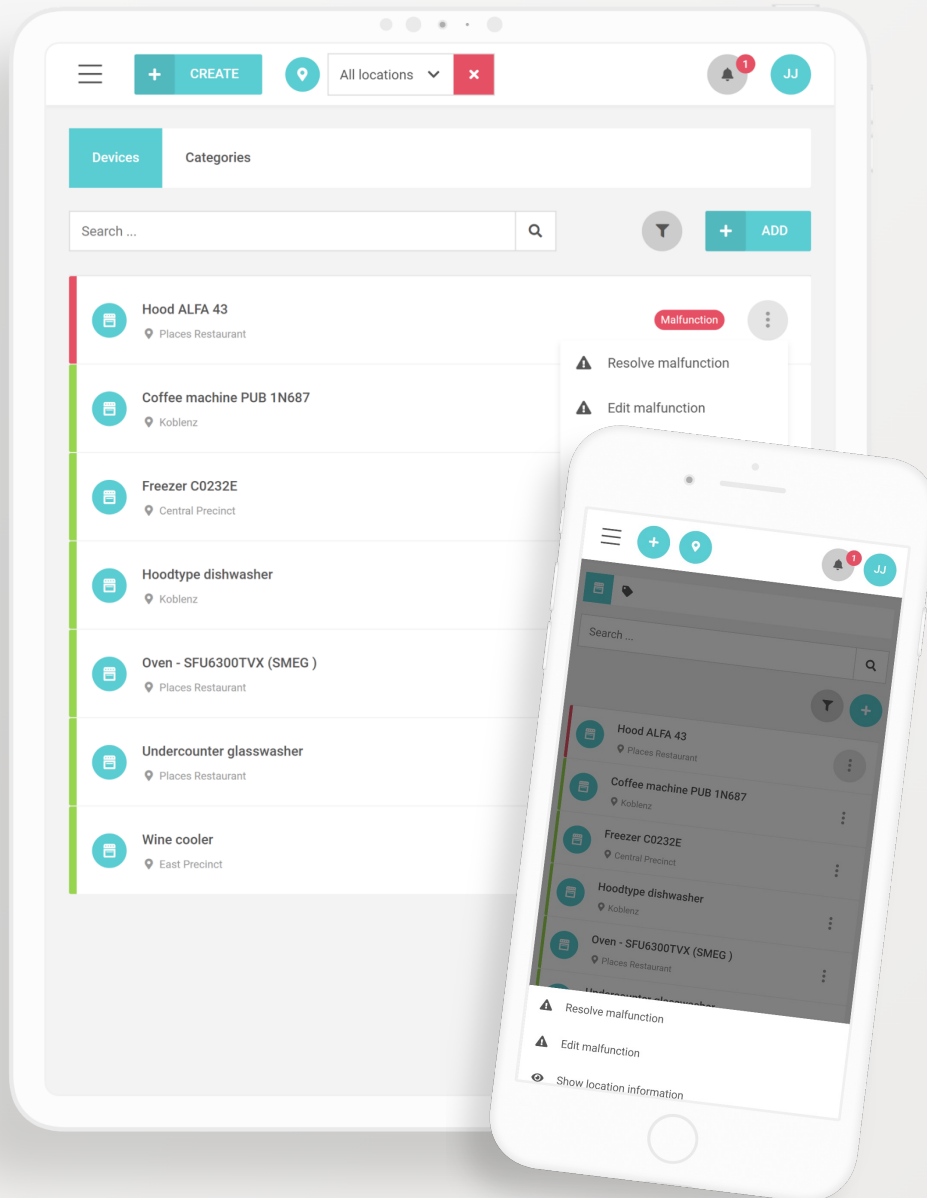 CREATE
All locations
1
JJ
Devices
Categories
Search ...
ADD
Hood ALFA 43
Places Restaurant
Malfunction
Resolve malfunction
Edit malfunction
Coffee machine PUB 1N687
Koblenz
Freezer C0232E
Central Precinct
Hoodtype dishwasher
Koblenz
Oven - SFU6300TVX (SMEG )
Places Restaurant
Undercounter glasswasher
Places Restaurant
Wine cooler
East Precinct
1
JJ
Search ...
Hood ALFA 43
Places Restaurant
Coffee machine PUB 1N687
Koblenz
Freezer C0232E
Central Precinct
Hoodtype dishwasher
Koblenz
Oven - SFU6300TVX (SMEG )
Places Restaurant
Undercounter glasswasher
Resolve malfunction
Edit malfunction
Show location information